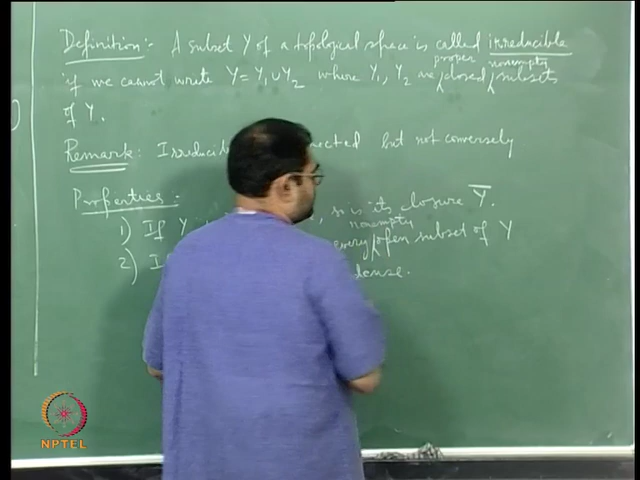 Definition:- A subset Y of a topological space is called irreducible
proper nonempty
if we cannot write Y = Y₁ ∪ Y₂ where Y₁, Y₂ are closed subsets
of Y.
Remark: but not conversely
Properties:
1) If Y , so is its closure Y̅.
nonempty
2) every open subset of Y
dense.
NPTEL